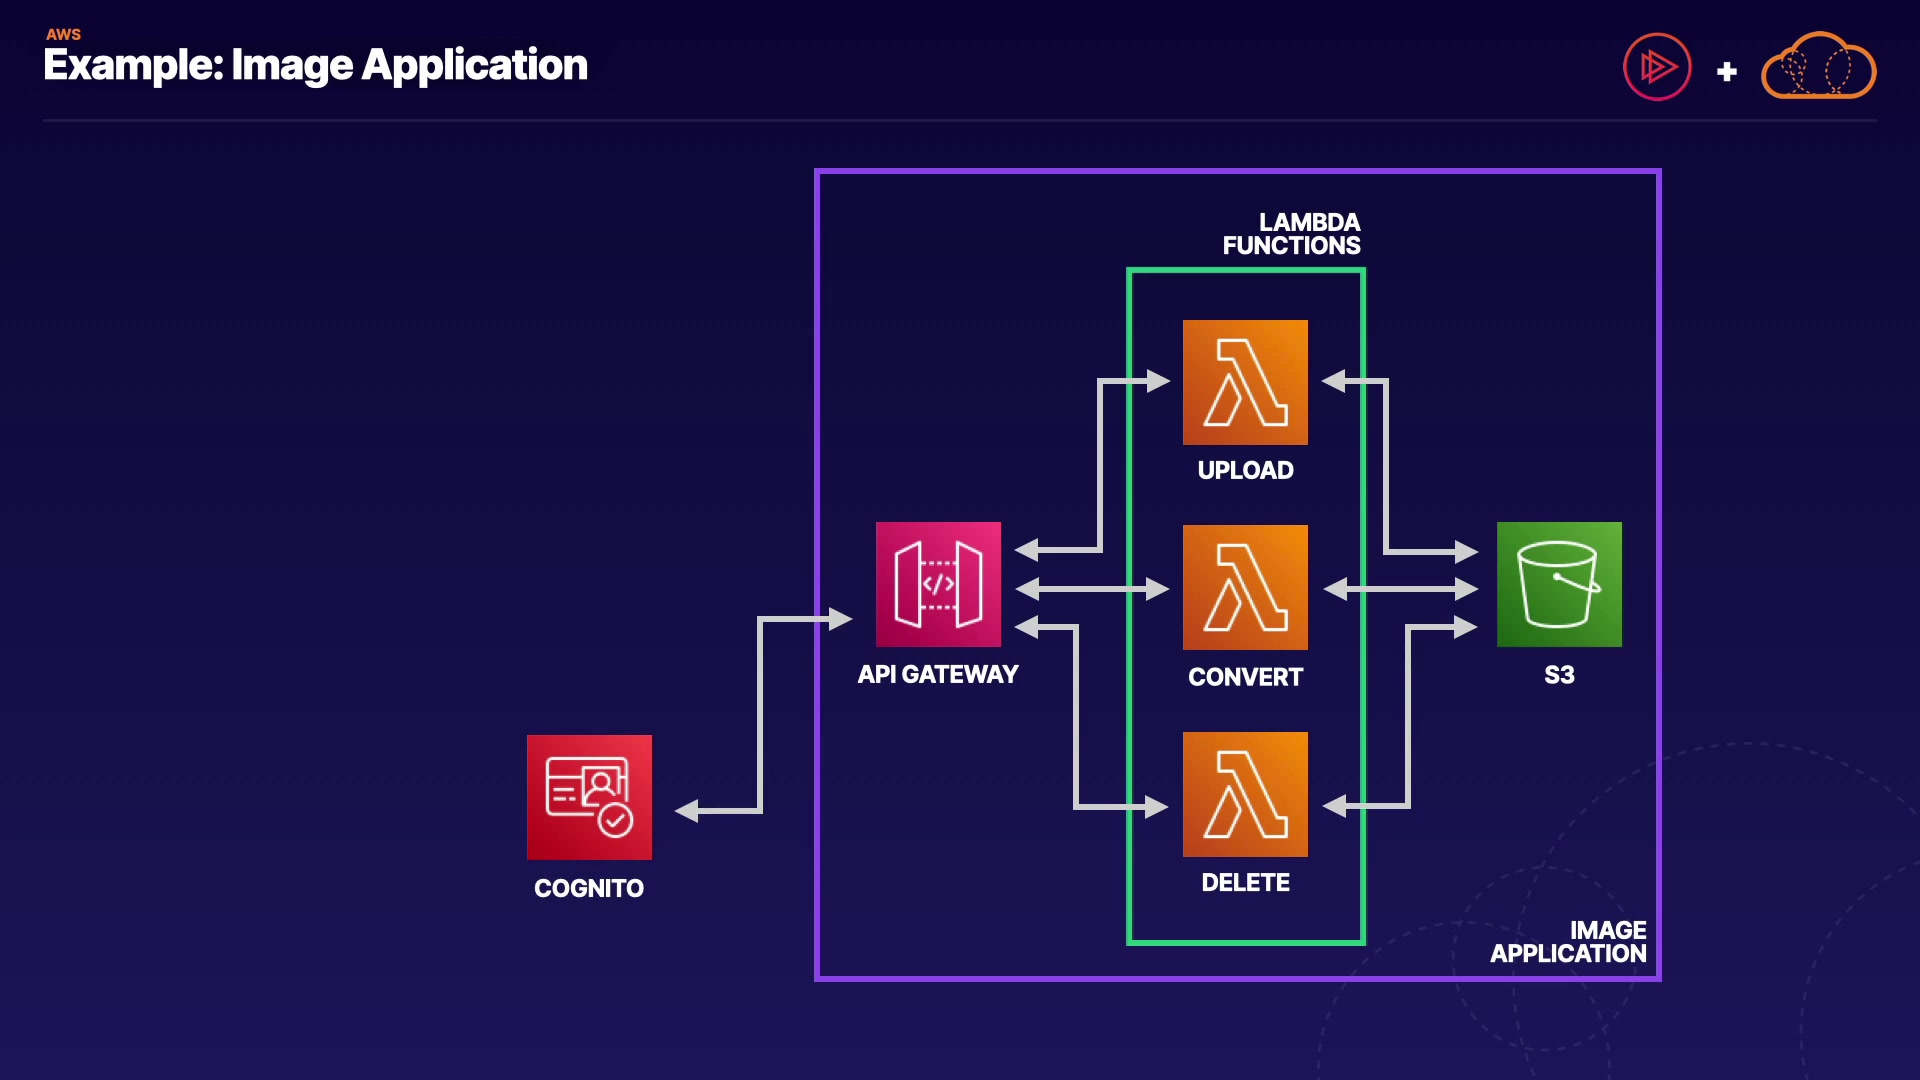 AWS
Example: Image Application
LAMBDA
FUNCTIONS
UPLOAD
API GATEWAY
CONVERT
S3
COGNITO
DELETE
IMAGE
APPLICATION